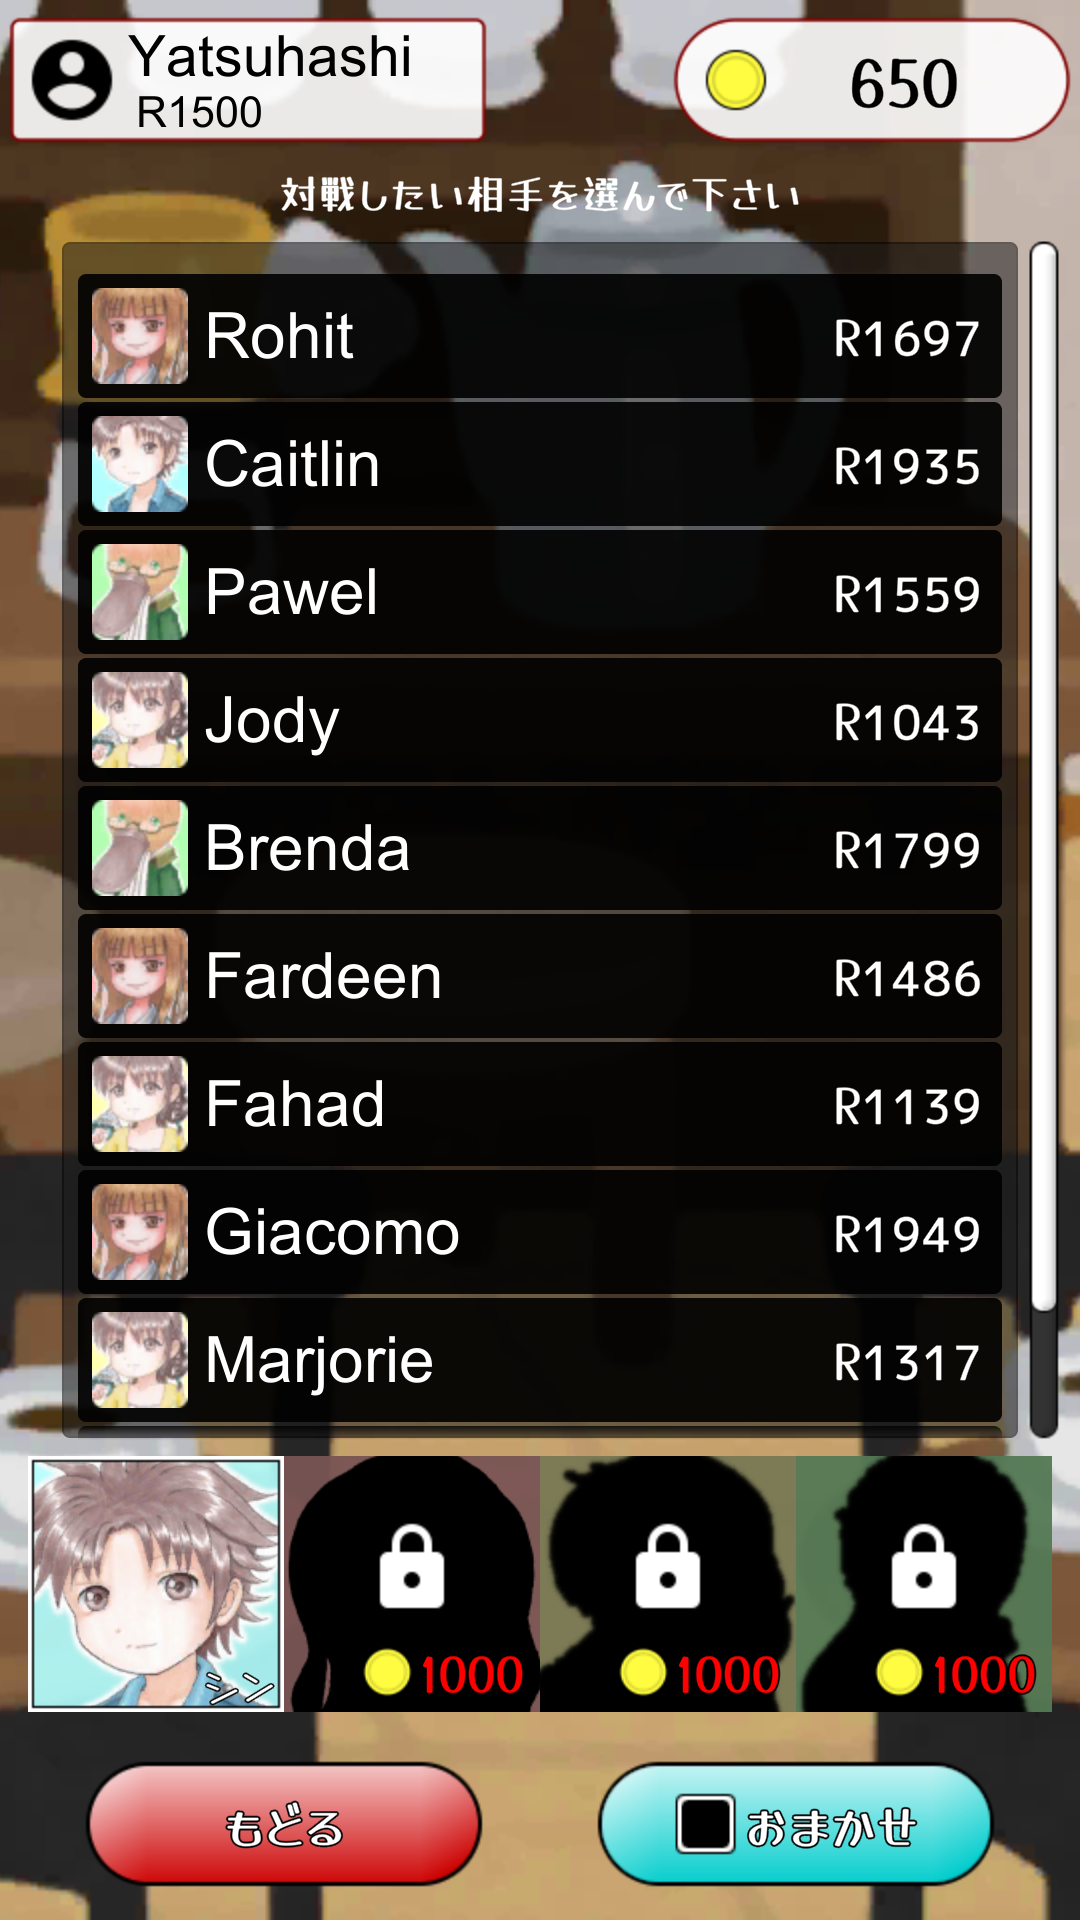 Yatsuhashi
R1500
650
対戦したい相手を選んで下さい
Rohit R1697
Caitlin R1935
Pawel R1559
Jody R1043
Brenda R1799
Fardeen R1486
Fahad R1139
Giacomo R1949
Marjorie R1317
シン
1000 1000 1000
もどる おまかせ